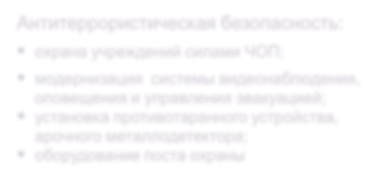 Антитеррористическая безопасность:
• охрана учреждений силами ЧОП;
• модернизация системы видеонаблюдения,
оповещения и управления эвакуацией;
• установка противотаранного устройства,
арочного металлодетектора;
• оборудование поста охраны